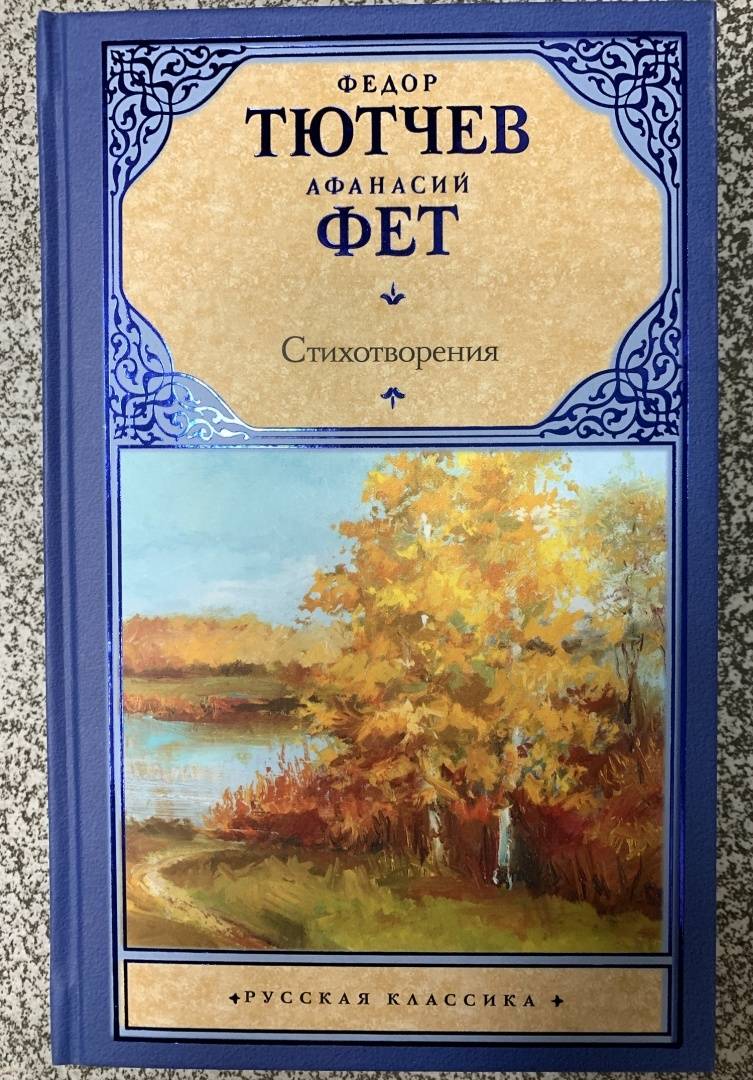 ФЕДОР
ТЮТЧЕВ
АФАНАСИЙ
ФЕТ
Стихотворения
РУССКАЯ КЛАССИКА